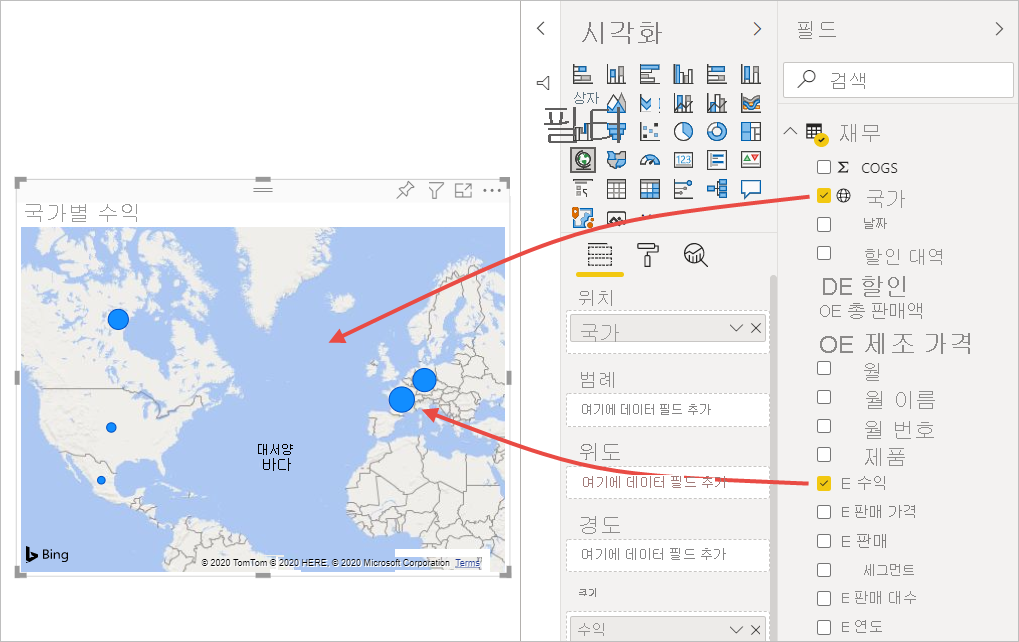 국가별 수익
대서양
바다
Bing
© 2020 TomTom © 2020 HERE, © 2020 Microsoft Corporation Terms
시각화
상자
필터
123
위치
국가
범례
여기에 데이터 필드 추가
위도
여기에 데이터 필드 추가
경도
여기에 데이터 필드 추가
크기
수익
필드
검색
재무
Σ COGS
국가
날짜
할인 대역
DE 할인
OE 총 판매액
OE 제조 가격
월
월 이름
월 번호
제품
E 수익
E 판매 가격
E 판매
세그먼트
E 판매 대수
E 연도